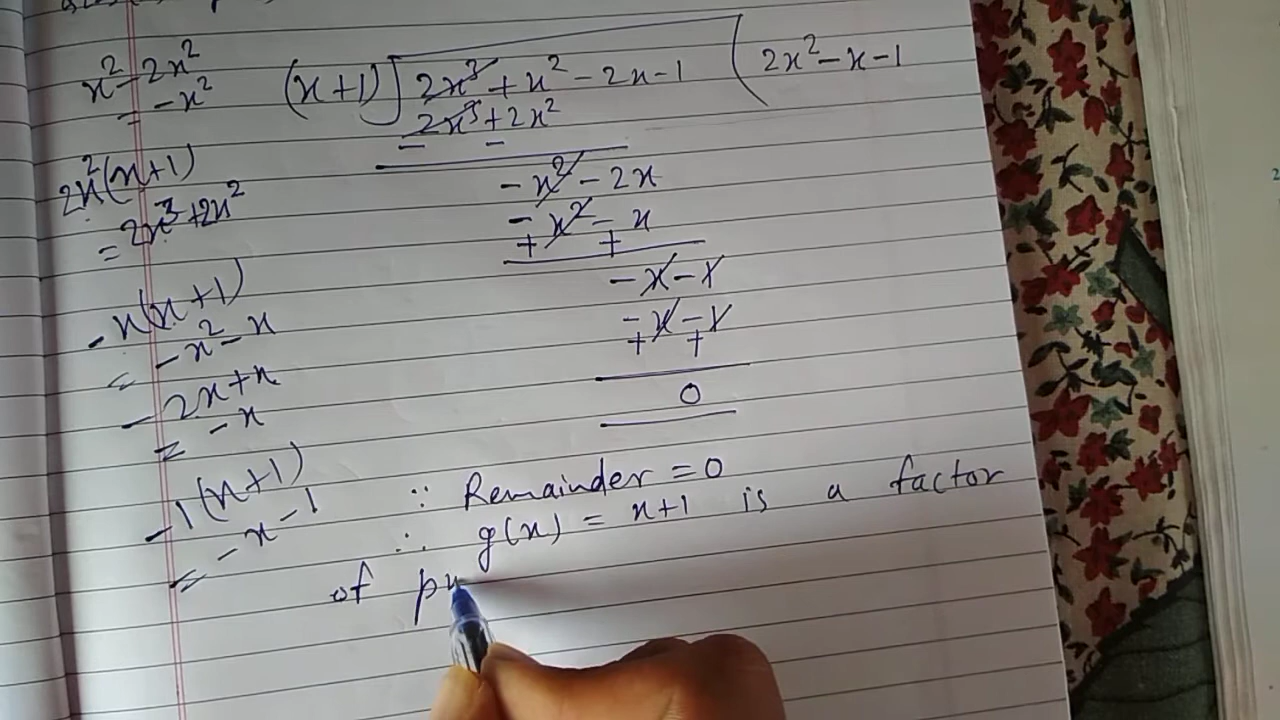 x² - 2x²
= -x²
2x²(x+1)
= 2x³+2x²
-x(x+1)
= -x² - x
-2x+x
= -x
-1(x+1)
= -x-1
(x+1) 2x³ + x² - 2x - 1 ( 2x² - x - 1
2x³ + 2x²
- -
- x² - 2x
- x² - x
+ +
- x - 1
- x - 1
+ +
0
∵ Remainder = 0
∴ g(x) = x+1 is a factor
of